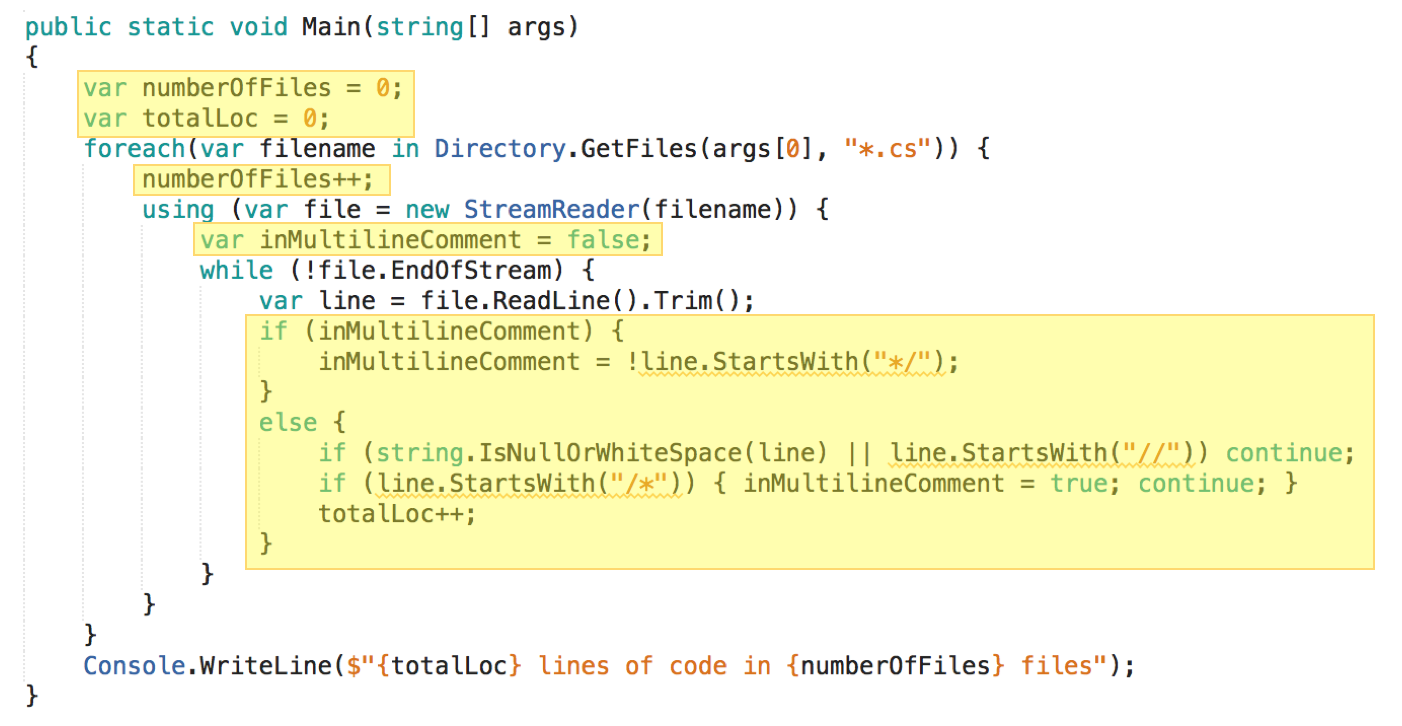 public static void Main(string[] args)
{
var numberOfFiles = 0;
var totalLoc = 0;
foreach(var filename in Directory.GetFiles(args[0], "*.cs")) {
numberOfFiles++;
using (var file = new StreamReader(filename)) {
var inMultilineComment = false;
while (!file.EndOfStream) {
var line = file.ReadLine().Trim();
if (inMultilineComment) {
inMultilineComment = !line.StartsWith("*/");
}
else {
if (string.IsNullOrWhiteSpace(line) || line.StartsWith("//")) continue;
if (line.StartsWith("/*")) { inMultilineComment = true; continue; }
totalLoc++;
}
}
}
}
Console.WriteLine($"{totalLoc} lines of code in {numberOfFiles} files");
}